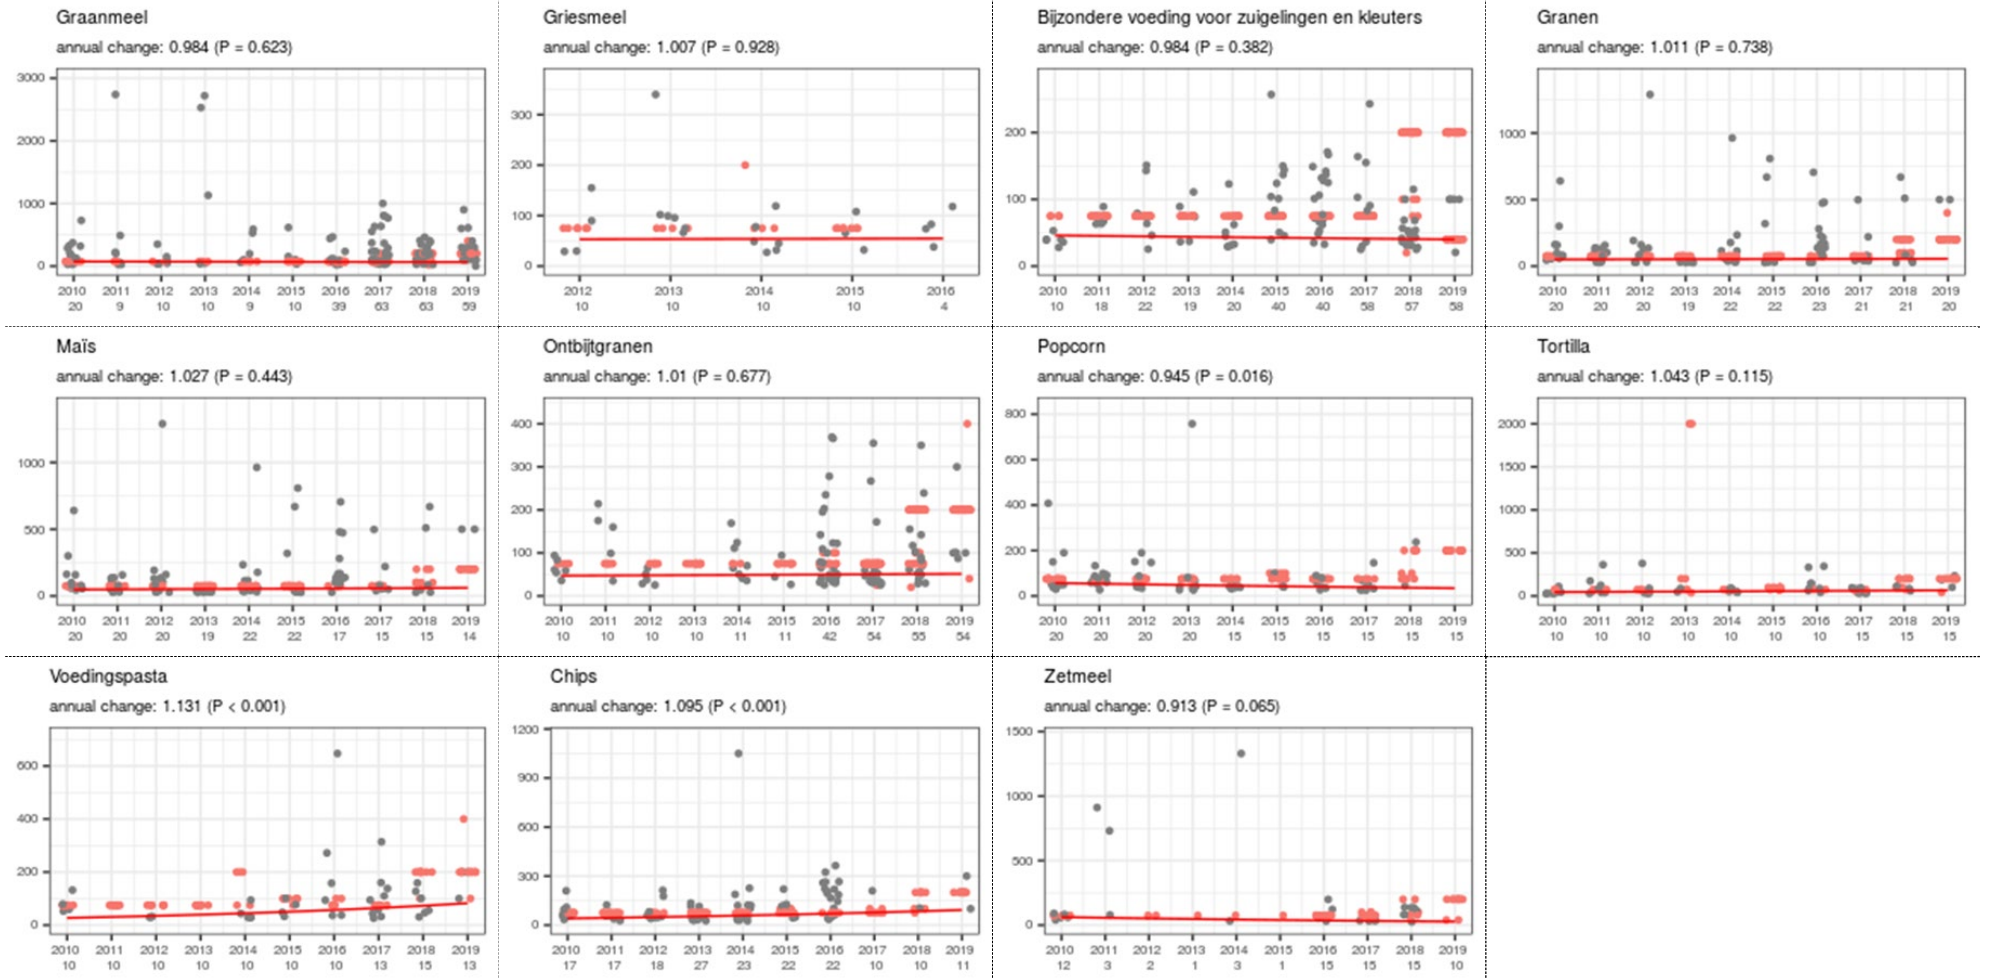 Graanmeel
annual change: 0.984 (P = 0.623)
3000
2000
1000
0
2010 2011 2012 2013 2014 2015 2016 2017 2018 2019
20 9 10 10 9 10 39 63 63 59
Griesmeel
annual change: 1.007 (P = 0.928)
300
200
100
0
2012 2013 2014 2015 2016
10 10 10 10 4
Bijzondere voeding voor zuigelingen en kleuters
annual change: 0.984 (P = 0.382)
200
100
0
2010 2011 2012 2013 2014 2015 2016 2017 2018 2019
10 18 22 19 20 40 40 58 57 58
Granen
annual change: 1.011 (P = 0.738)
1000
500
0
2010 2011 2012 2013 2014 2015 2016 2017 2018 2019
20 20 20 19 22 22 23 21 21 20
Maïs
annual change: 1.027 (P = 0.443)
1000
500
0
2010 2011 2012 2013 2014 2015 2016 2017 2018 2019
20 20 20 19 22 22 17 15 15 14
Ontbijtgranen
annual change: 1.01 (P = 0.677)
400
300
200
100
0
2010 2011 2012 2013 2014 2015 2016 2017 2018 2019
10 10 10 10 11 11 42 54 55 54
Popcorn
annual change: 0.945 (P = 0.016)
800
600
400
200
0
2010 2011 2012 2013 2014 2015 2016 2017 2018 2019
20 20 20 20 15 15 15 15 15 15
Tortilla
annual change: 1.043 (P = 0.115)
2000
1500
1000
500
0
2010 2011 2012 2013 2014 2015 2016 2017 2018 2019
10 10 10 10 10 10 10 15 15 15
Voedingspasta
annual change: 1.131 (P < 0.001)
600
400
200
0
2010 2011 2012 2013 2014 2015 2016 2017 2018 2019
10 10 10 10 10 10 10 13 15 13
Chips
annual change: 1.095 (P < 0.001)
1200
900
600
300
0
2010 2011 2012 2013 2014 2015 2016 2017 2018 2019
17 17 18 27 23 22 22 10 10 11
Zetmeel
annual change: 0.913 (P = 0.065)
1500
1000
500
0
2010 2011 2012 2013 2014 2015 2016 2017 2018 2019
12 3 2 1 3 1 15 15 15 10